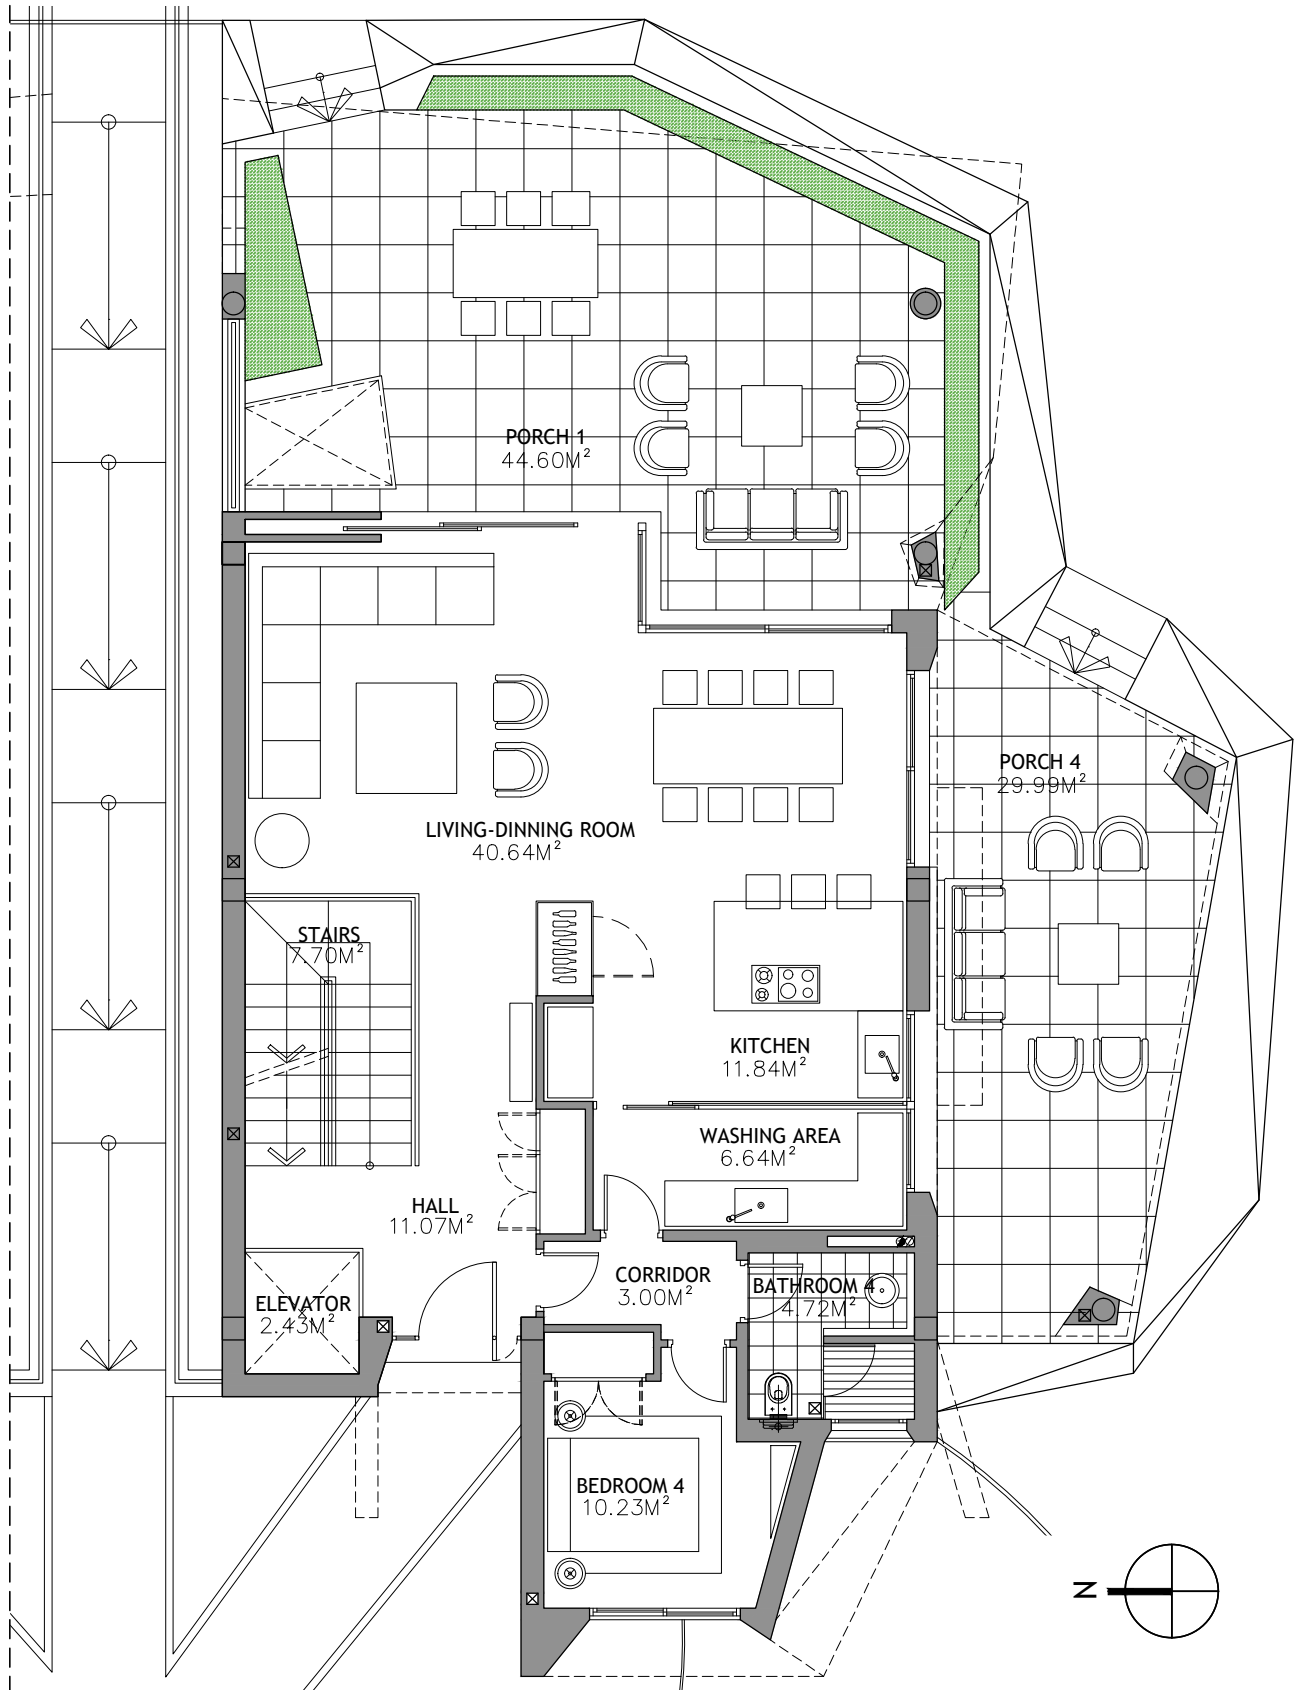 PORCH 1
44.60M²
PORCH 4
29.99M²
LIVING-DINNING ROOM
40.64M²
STAIRS
7.70M²
KITCHEN
11.84M²
WASHING AREA
6.64M²
HALL
11.07M²
CORRIDOR
3.00M²
BATHROOM 4
4.72M²
ELEVATOR
2.43M²
BEDROOM 4
10.23M²
N